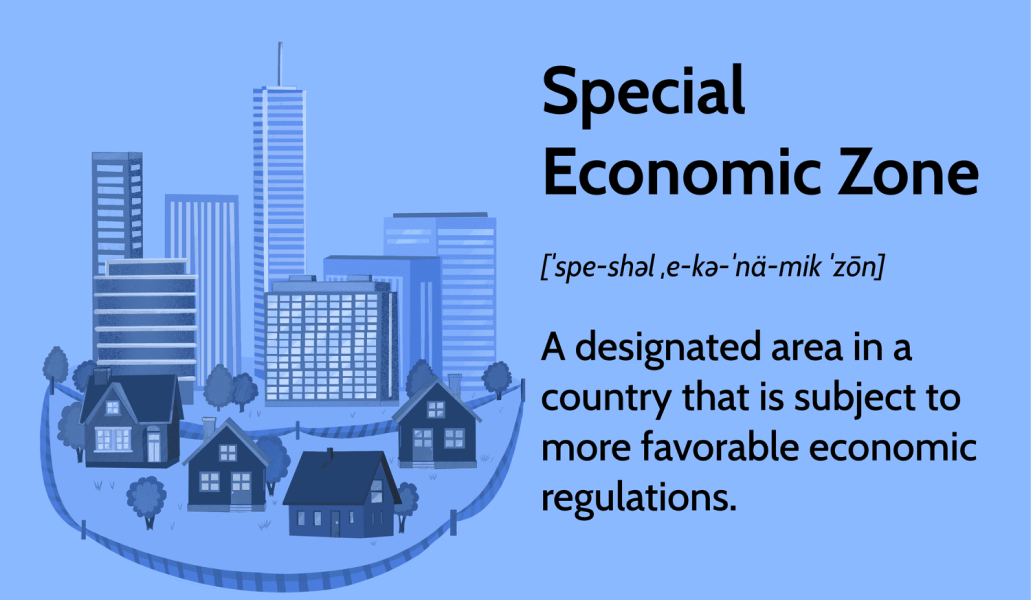 Special
Economic Zone
[ˈspe-shəl ˌe-kə-ˈnä-mik ˈzōn]
A designated area in a
country that is subject to
more favorable economic
regulations.